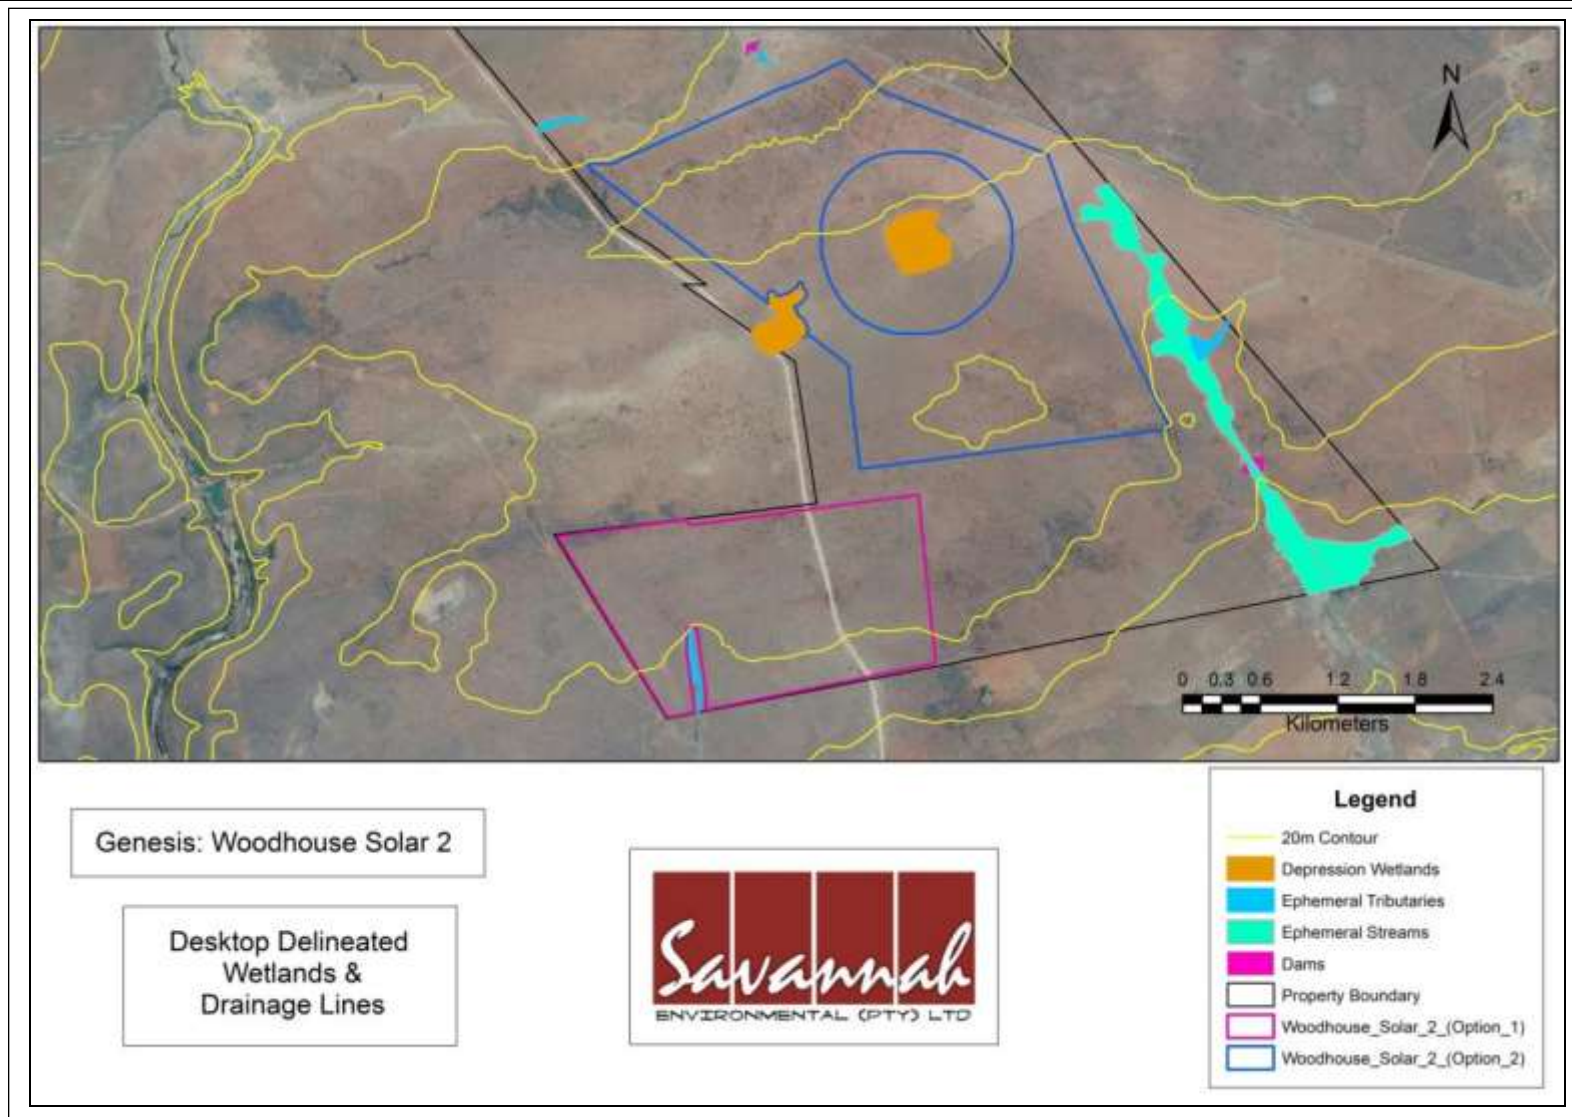 N
0 0.3 0.6 1.2 1.8 2.4
Kilometers
Genesis: Woodhouse Solar 2
Desktop Delineated
Wetlands &
Drainage Lines
Savannah
ENVIRONMENTAL (PTY) LTD
Legend
20m Contour
Depression Wetlands
Ephemeral Tributaries
Ephemeral Streams
Dams
Property Boundary
Woodhouse_Solar_2_(Option_1)
Woodhouse_Solar_2_(Option_2)